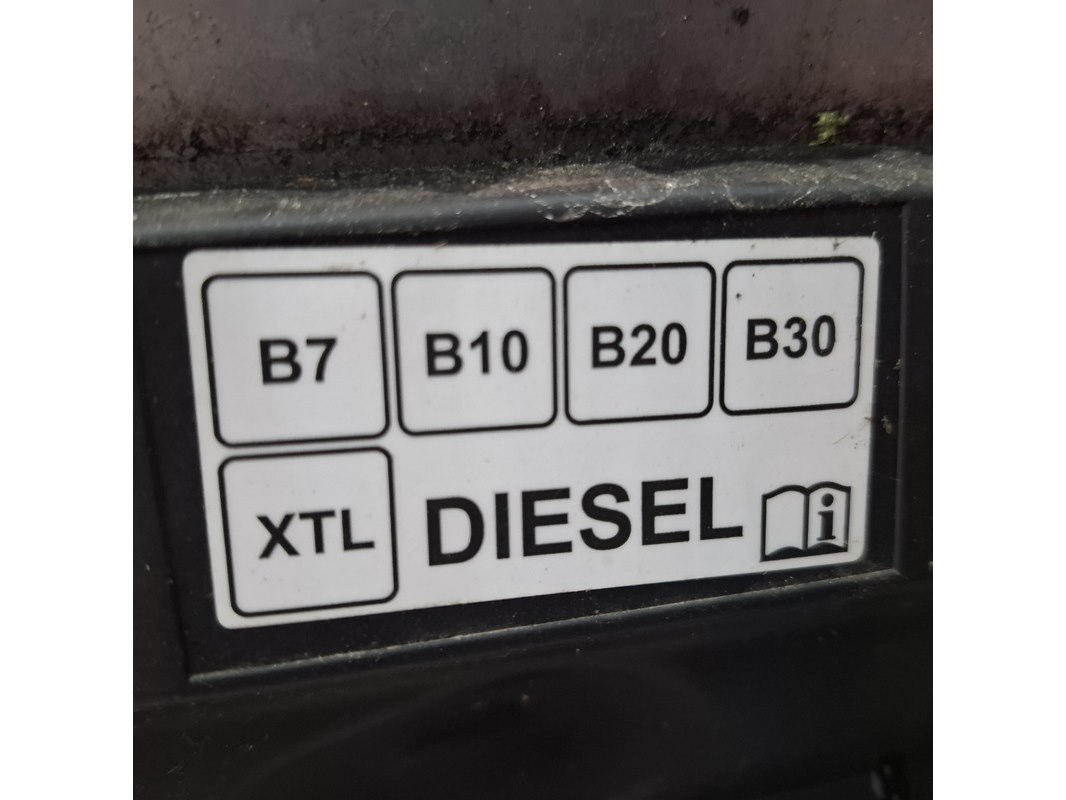 B7 B10 B20 B30
XTL DIESEL i